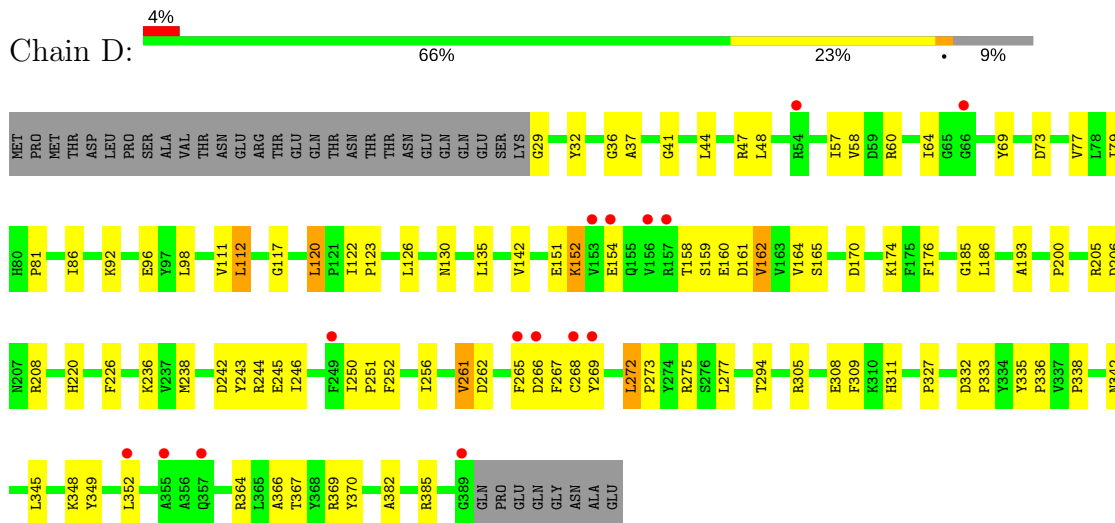 Chain D:
4%
66% 23% • 9%
MET PRO MET THR ASP LEU PRO SER ALA VAL THR ASN GLU ARG THR GLU GLN THR ASN THR THR ASN GLU GLN GLN GLU SER LYS G29 Y32 G36 A37 G41 L44 R47 L48 R54 I57 V58 D59 R60 I64 G65 G66 Y69 D73 V77 L78 I79
H80 P81 I86 K92 E96 Y97 L98 V111 L112 G117 L120 P121 I122 P123 L126 N130 L135 V142 E151 K152 V153 E154 Q155 V156 R157 T158 S159 E160 D161 V162 V163 V164 S165 D170 K174 F175 F176 G185 L186 A193 P200 R205
N207 R208 H220 F226 K236 V237 M238 D242 Y243 R244 E245 I246 F249 I250 P251 F252 I256 V261 D262 F265 D266 F267 C268 Y269 L272 P273 Y274 R275 S276 L277 T294 R305 E308 F309 R310 H311 P327 D332 P333 Y334 Y335 P336 V337 P338 N342
L345 K348 Y349 L352 A355 A356 Q357 R364 L365 A366 T367 Y368 R369 Y370 A382 R385 G389 GLN PRO GLU GLN GLY ASN ALA GLU